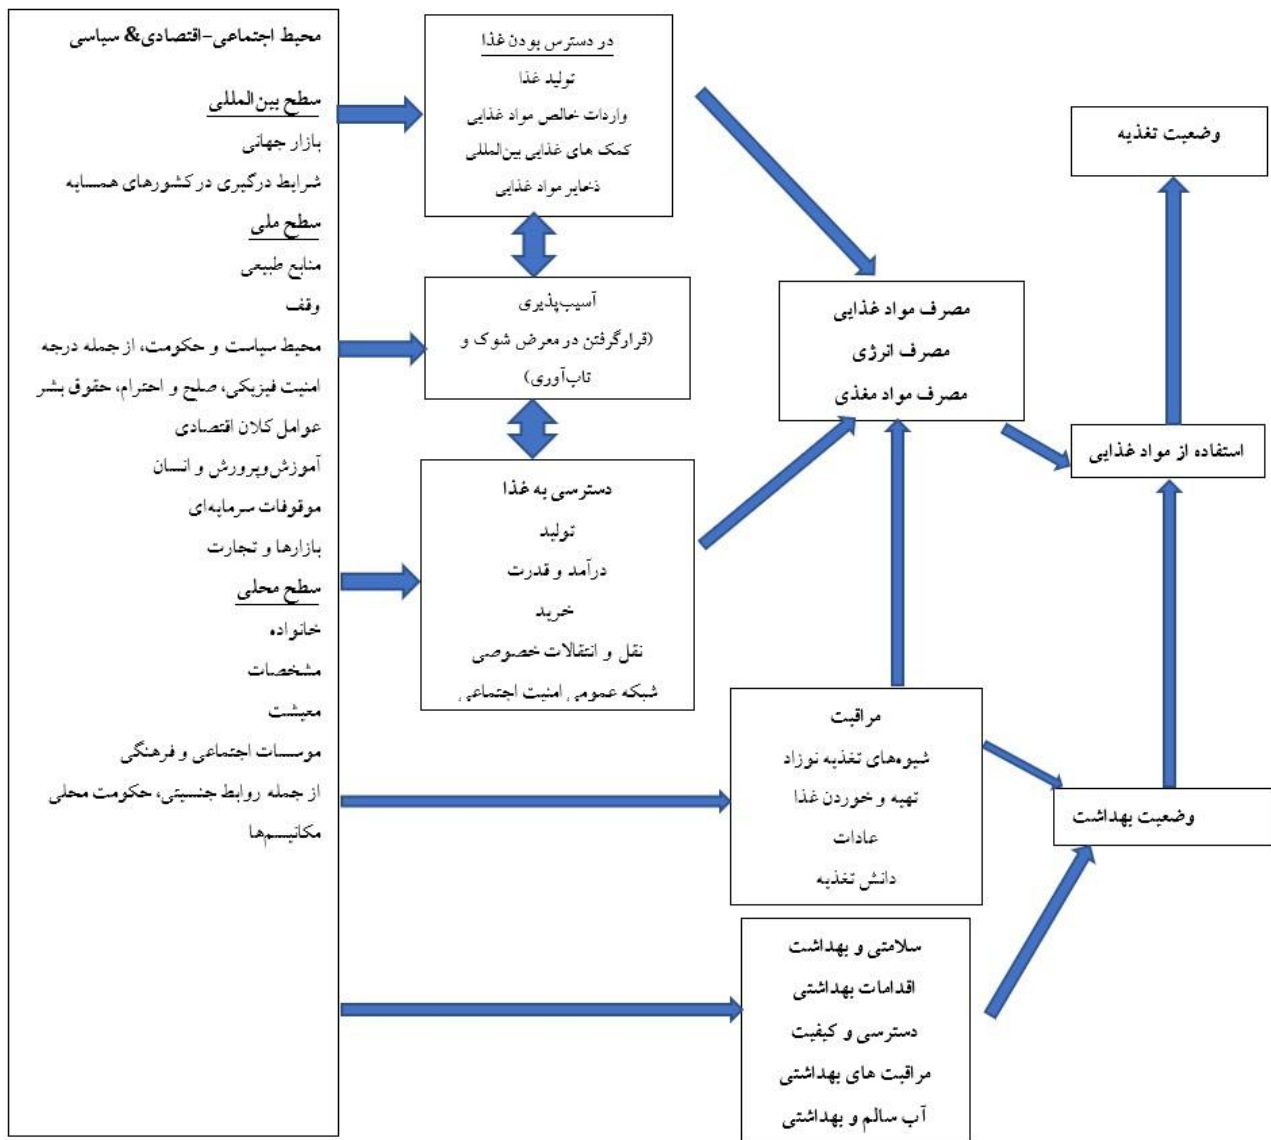 محیط اجتماعی-اقتصادی& سیاسی
سطح بین‌المللی
بازار جهانی
شرایط درگیری در کشورهای همسایه
سطح ملی
منابع طبیعی
وقف
محیط سیاست و حکومت، از جمله درجه
امنیت فیزیکی، صلح و احترام، حقوق بشر
عوامل کلان اقتصادی
آموزش‌وپرورش و انسان
موقوفات سرمایه‌ای
بازارها و تجارت
سطح محلی
خانواده
مشخصات
معیشت
موسسات اجتماعی و فرهنگی
از جمله روابط جنسیتی، حکومت محلی
مکانیسم‌ها
در دسترس بودن غذا
تولید غذا
واردات خالص مواد غذایی
کمک های غذایی بین‌المللی
ذخایر مواد غذایی
آسیب‌پذیری
(قرارگرفتن در معرض شوک و
تاب‌آوری)
دسترسی به غذا
تولید
درآمد و قدرت
خرید
نقل و انتقالات خصوصی
شبکه عمومی امنیت اجتماعی
مراقبت
شیوه‌های تغذیه نوزاد
تهیه و خوردن غذا
عادات
دانش تغذیه
سلامتی و بهداشت
اقدامات بهداشتی
دسترسی و کیفیت
مراقبت های بهداشتی
آب سالم و بهداشتی
مصرف مواد غذایی
مصرف انرژی
مصرف مواد مغذی
وضعیت تغذیه
استفاده از مواد غذایی
وضعیت بهداشت